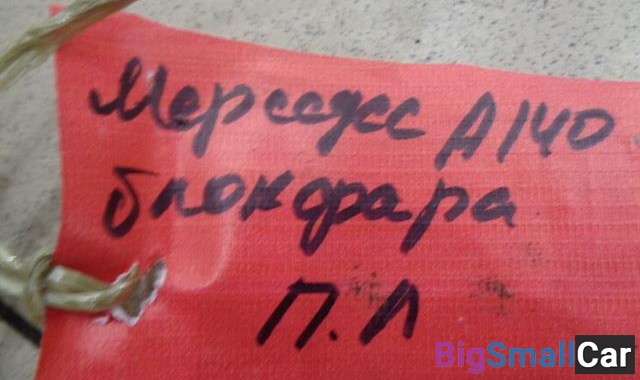 Мерседес А140
блокфара
П.Л
BigSmallCar